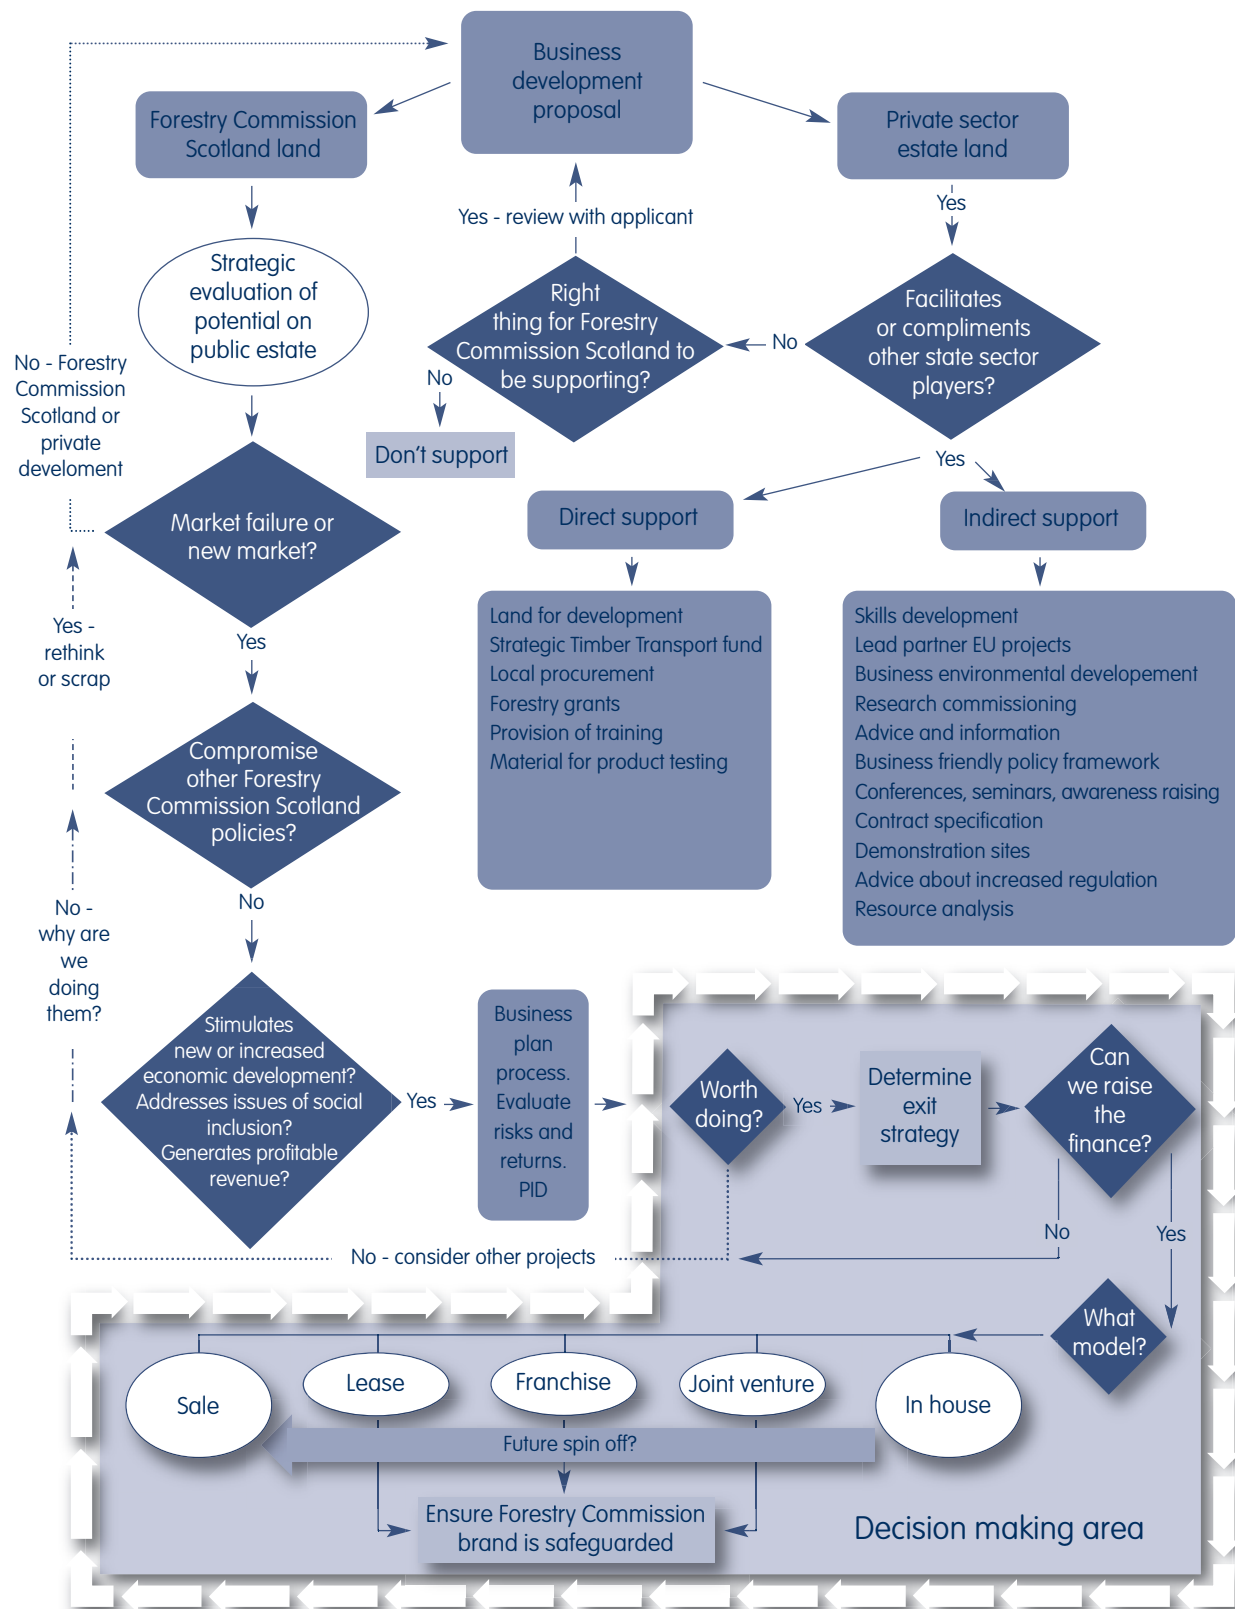 Business
development
proposal
Forestry Commission
Scotland land
Private sector
estate land
Yes - review with applicant
Yes
Strategic
evaluation of
potential on
public estate
Right
thing for Forestry
Commission Scotland to
be supporting?
No
Facilitates
or compliments
other state sector
players?
No - Forestry
Commission
Scotland or
private
develoment
No
Don't support
Yes
Market failure or
new market?
Direct support
Indirect support
Yes -
rethink
or scrap
Yes
Land for development
Strategic Timber Transport fund
Local procurement
Forestry grants
Provision of training
Material for product testing
Skills development
Lead partner EU projects
Business environmental developement
Research commissioning
Advice and information
Business friendly policy framework
Conferences, seminars, awareness raising
Contract specification
Demonstration sites
Advice about increased regulation
Resource analysis
Compromise
other Forestry
Commission Scotland
policies?
No
No -
why are
we
doing
them?
Stimulates
new or increased
economic development?
Addresses issues of social
inclusion?
Generates profitable
revenue?
Yes
Business
plan
process.
Evaluate
risks and
returns.
PID
Worth
doing?
Yes
Determine
exit
strategy
Can
we raise
the
finance?
No
Yes
No - consider other projects
What
model?
Sale
Lease
Franchise
Joint venture
In house
Future spin off?
Ensure Forestry Commission
brand is safeguarded
Decision making area